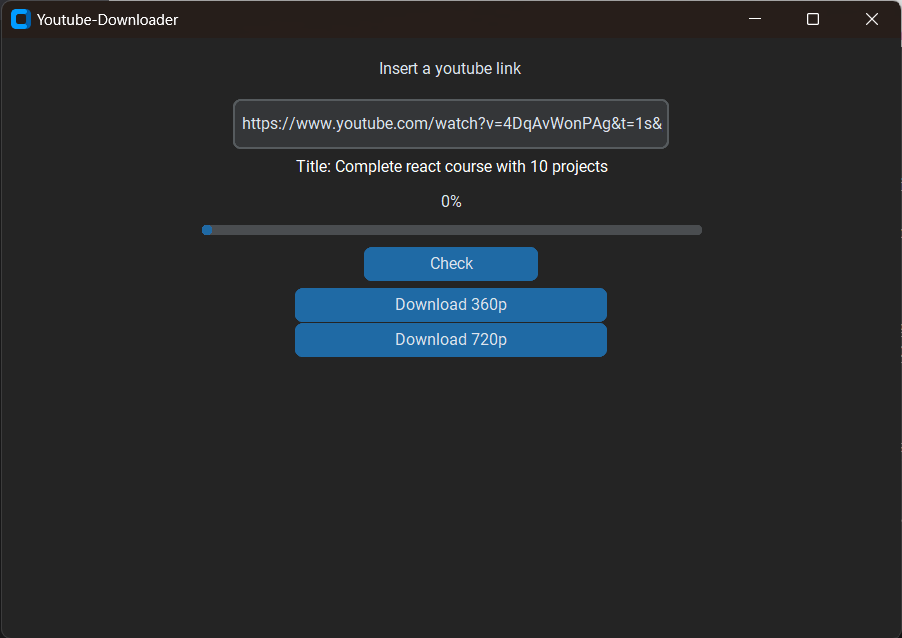 Youtube-Downloader
Insert a youtube link
https://www.youtube.com/watch?v=4DqAvWonPAg&t=1s&
Title: Complete react course with 10 projects
0%
Check
Download 360p
Download 720p